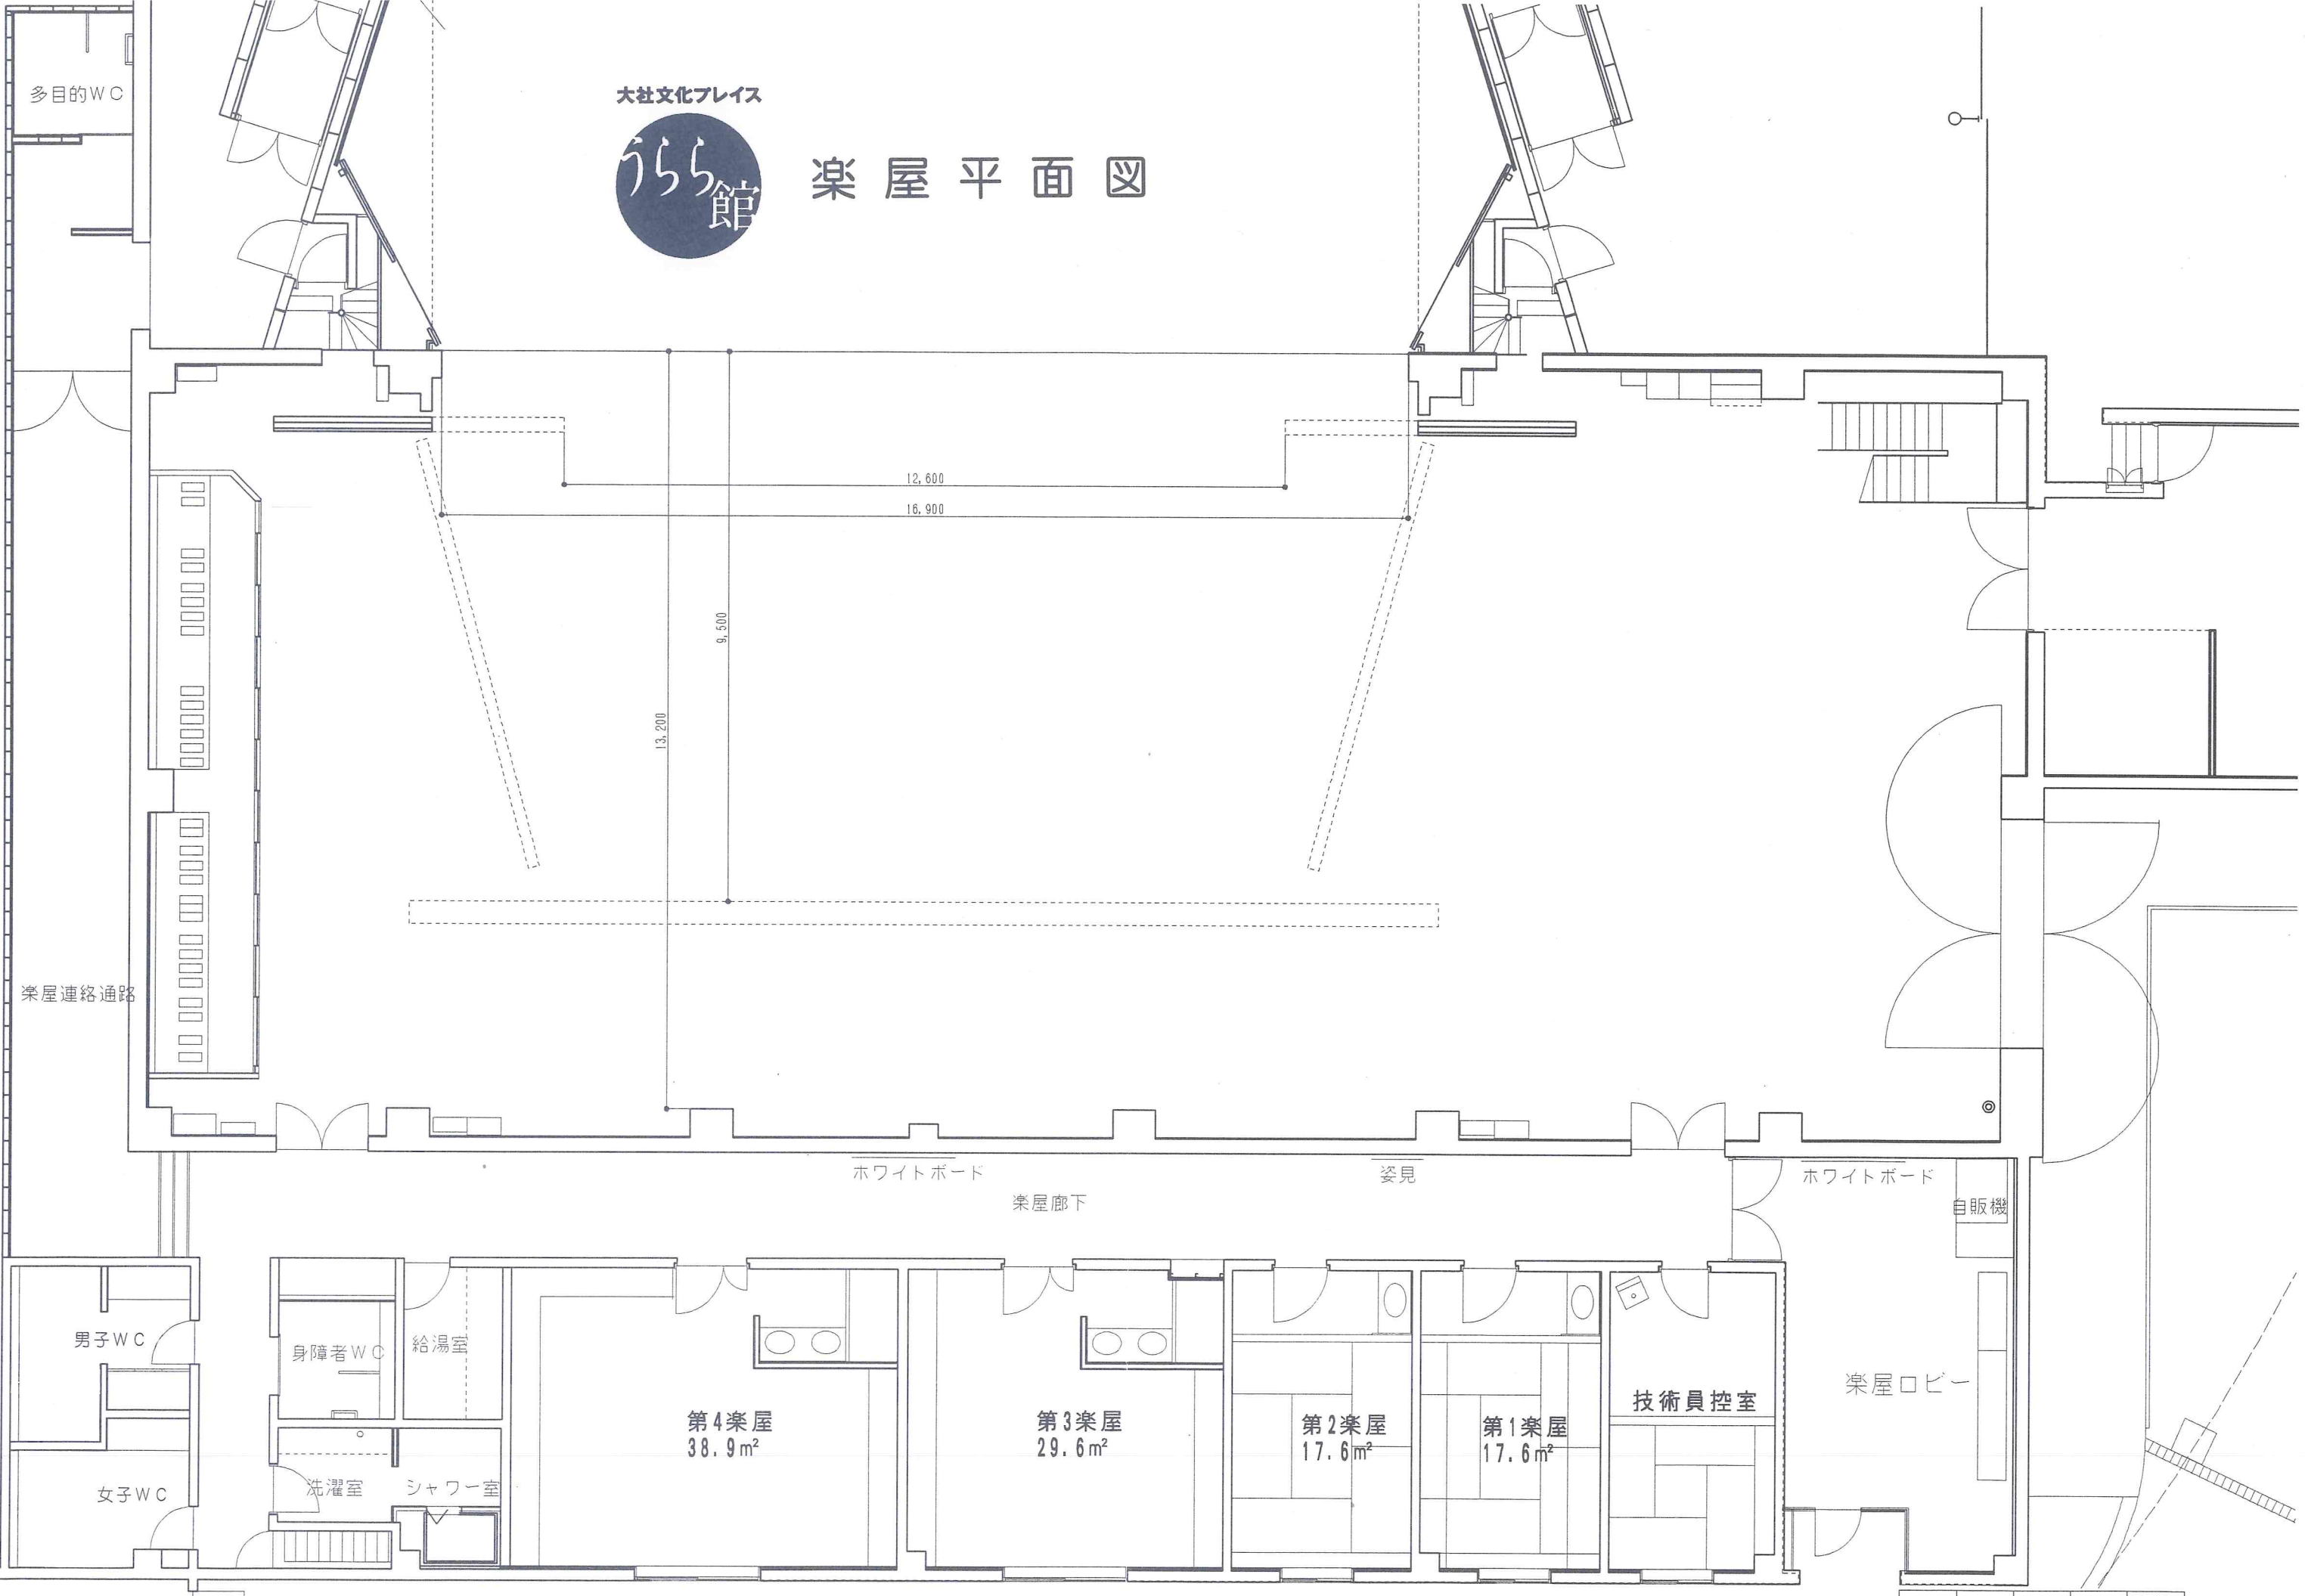 多目的WC
大社文化プレイス
うらら館
楽屋平面図
12,600
16,900
9,500
13,200
楽屋連絡通路
ホワイトボード
姿見
ホワイトボード
楽屋廊下
自販機
男子WC
身障者WC
給湯室
第4楽屋
38.9㎡
第3楽屋
29.6㎡
第2楽屋
17.6㎡
第1楽屋
17.6㎡
技術員控室
楽屋ロビー
女子WC
洗濯室
シャワー室